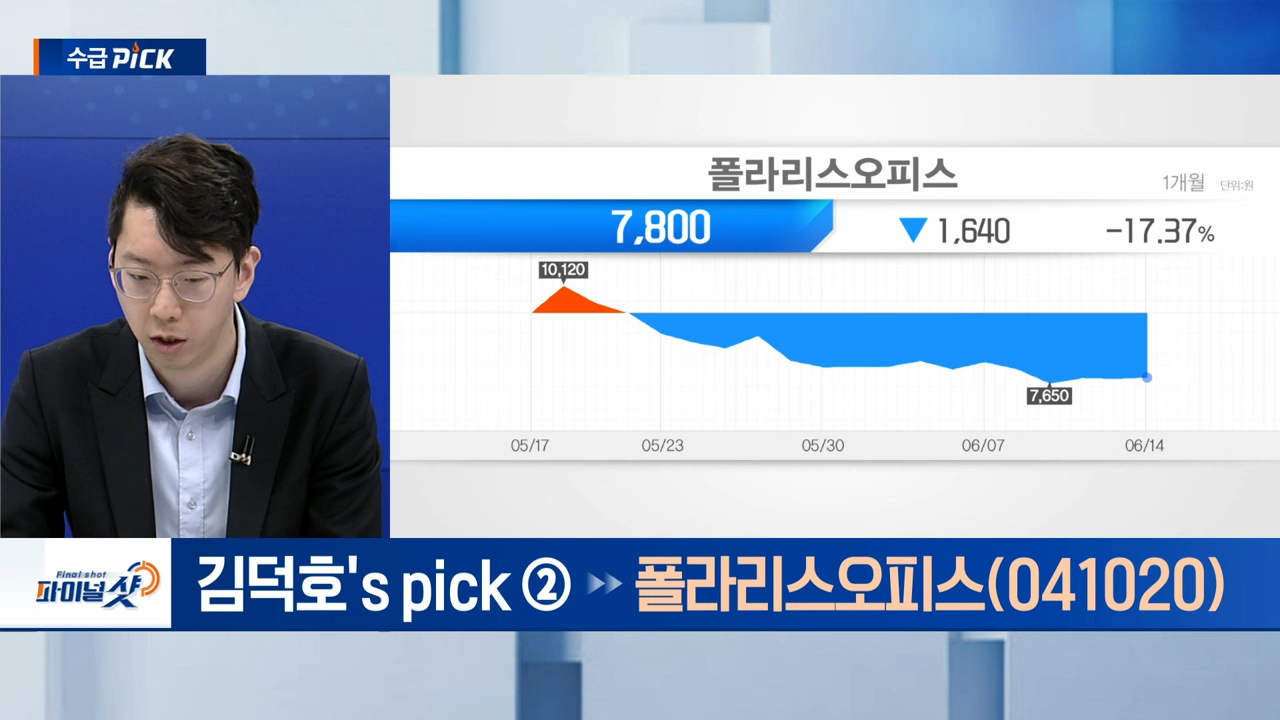 수급 PiCK
폴라리스오피스
1개월 단위:원
7,800 ▼ 1,640 -17.37%
10,120
7,650
05/17 05/23 05/30 06/07 06/14
Final shot
파이널샷
김덕호's pick ② 폴라리스오피스(041020)